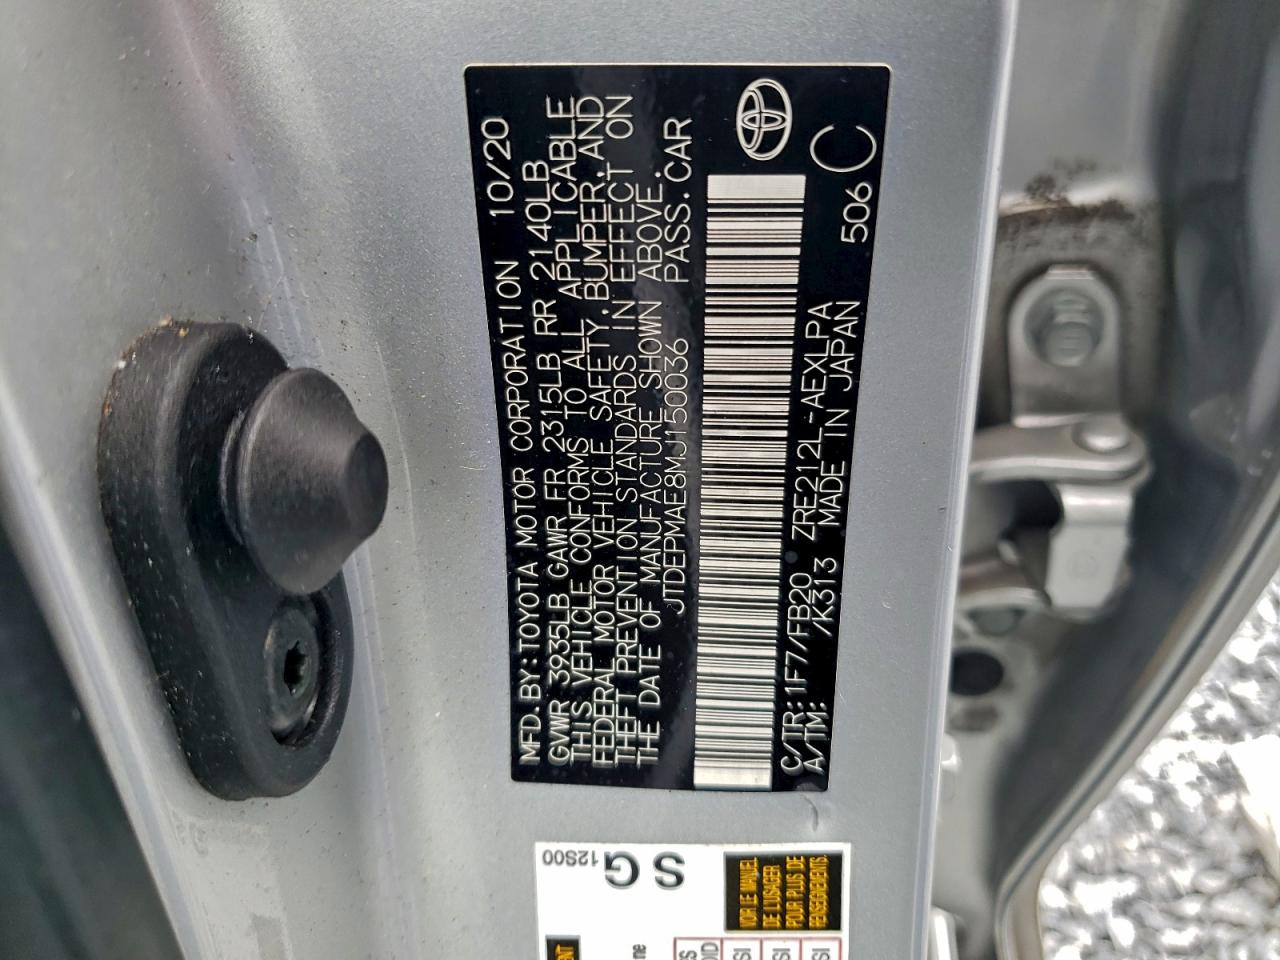 MFD.BY:TOYOTA MOTOR CORPORATION 10/20
GVWR 3935LB GAWR FR 2315LB RR 2140LB
THIS VEHICLE CONFORMS TO ALL APPLICABLE
FEDERAL MOTOR VEHICLE SAFETY,BUMPER,AND
THEFT PREVENTION STANDARDS IN EFFECT ON
THE DATE OF MANUFACTURE SHOWN ABOVE.
JTDEPMAE8MJ150036 PASS.CAR
C/TR:1F7/FB20 ZRE212L-AEXLPA 506
A/TM: /K313 MADE IN JAPAN C
12S00
SG
VOIR LE MANUEL
DE L'USAGER
POUR PLUS DE
RENSEIGNEMENTS.